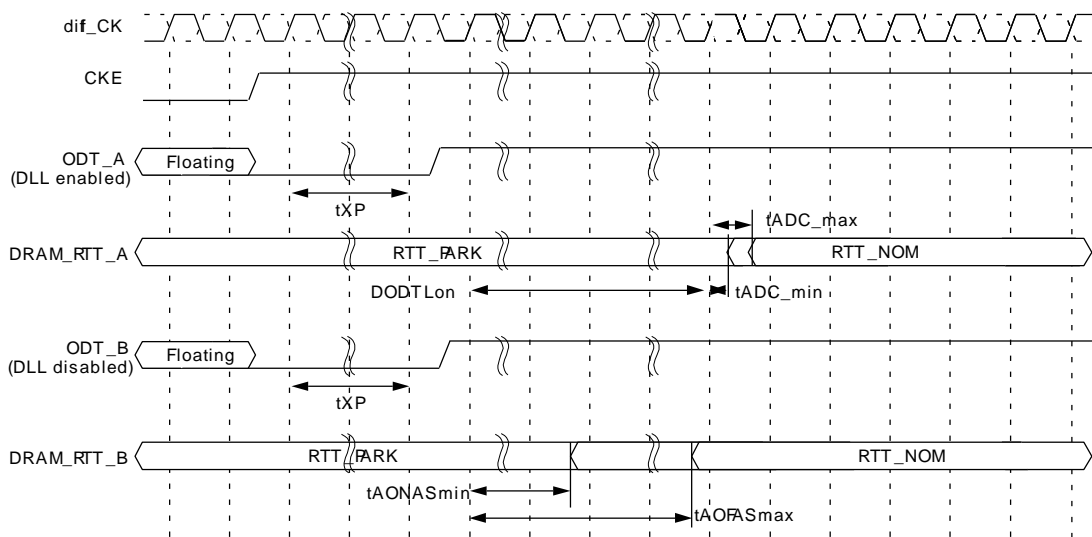 dif_CK
CKE
ODT_A
(DLL enabled)
Floating
tXP
tADC_max
DRAM_RTT_A
RTT_PARK
RTT_NOM
DODTLon
tADC_min
ODT_B
(DLL disabled)
Floating
tXP
DRAM_RTT_B
RTT_PARK
RTT_NOM
tAONASmin
tAOFASmax